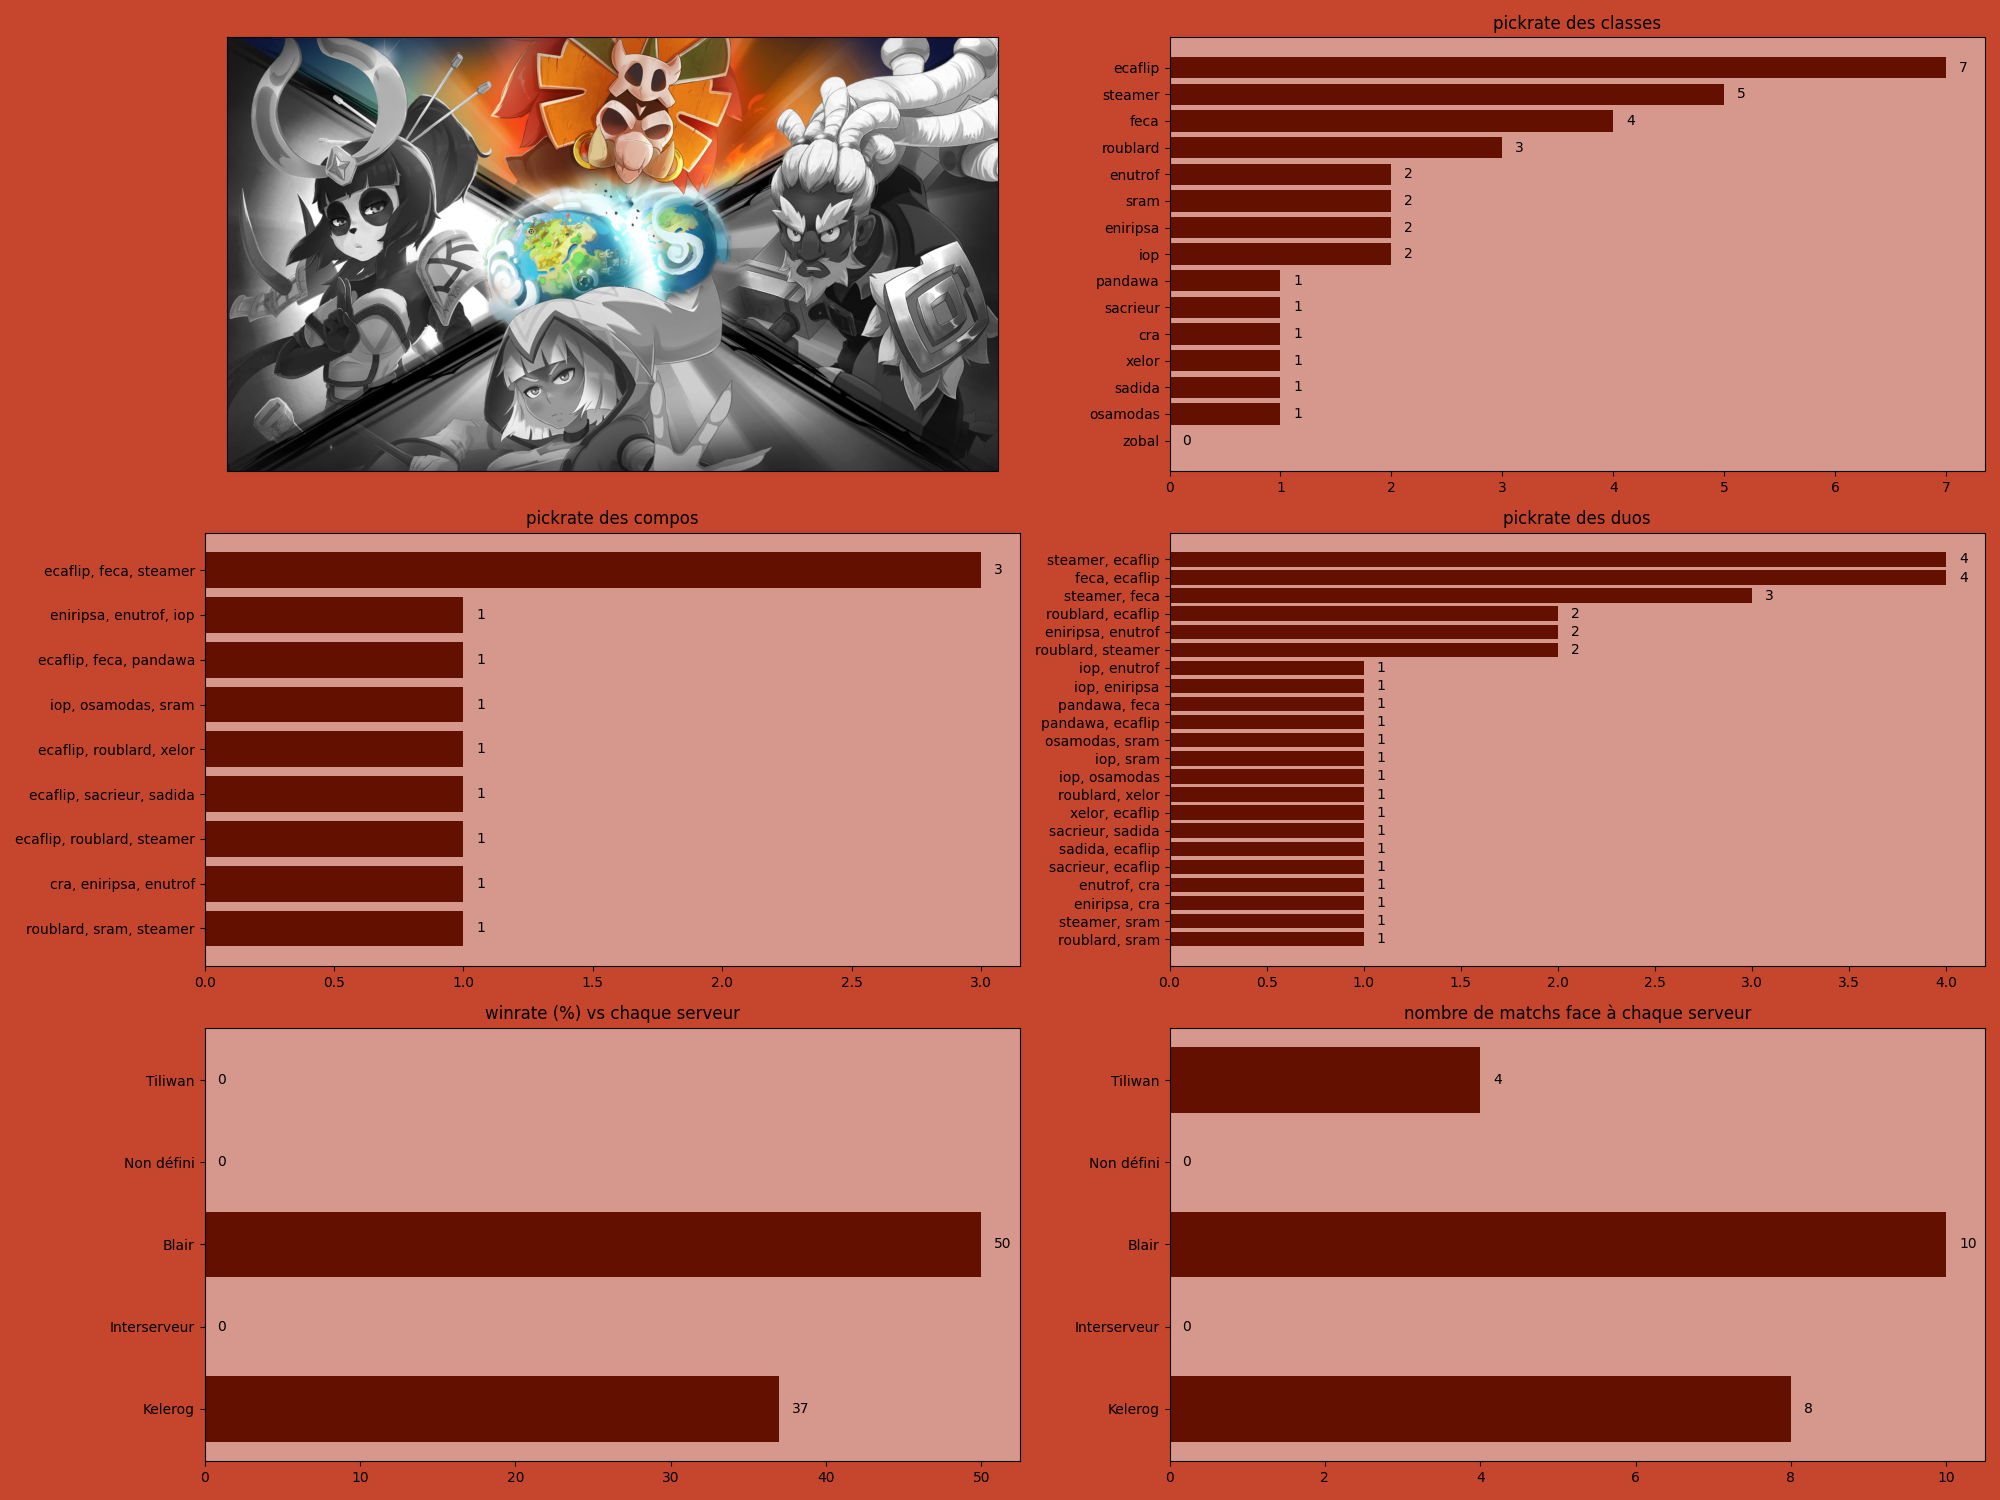 pickrate des classes
ecaflip 7
steamer 5
feca 4
roublard 3
enutrof 2
sram 2
eniripsa 2
iop 2
pandawa 1
sacrieur 1
cra 1
xelor 1
sadida 1
osamodas 1
zobal 0
0 1 2 3 4 5 6 7
pickrate des compos
ecaflip, feca, steamer 3
eniripsa, enutrof, iop 1
ecaflip, feca, pandawa 1
iop, osamodas, sram 1
ecaflip, roublard, xelor 1
ecaflip, sacrieur, sadida 1
ecaflip, roublard, steamer 1
cra, eniripsa, enutrof 1
roublard, sram, steamer 1
0.0 0.5 1.0 1.5 2.0 2.5 3.0
pickrate des duos
steamer, ecaflip 4
feca, ecaflip 4
steamer, feca 3
roublard, ecaflip 2
eniripsa, enutrof 2
roublard, steamer 2
iop, enutrof 1
iop, eniripsa 1
pandawa, feca 1
pandawa, ecaflip 1
osamodas, sram 1
iop, sram 1
iop, osamodas 1
roublard, xelor 1
xelor, ecaflip 1
sacrieur, sadida 1
sadida, ecaflip 1
sacrieur, ecaflip 1
enutrof, cra 1
eniripsa, cra 1
steamer, sram 1
roublard, sram 1
0.0 0.5 1.0 1.5 2.0 2.5 3.0 3.5 4.0
winrate (%) vs chaque serveur
Tiliwan 0
Non défini 0
Blair 50
Interserveur 0
Kelerog 37
0 10 20 30 40 50
nombre de matchs face à chaque serveur
Tiliwan 4
Non défini 0
Blair 10
Interserveur 0
Kelerog 8
0 2 4 6 8 10